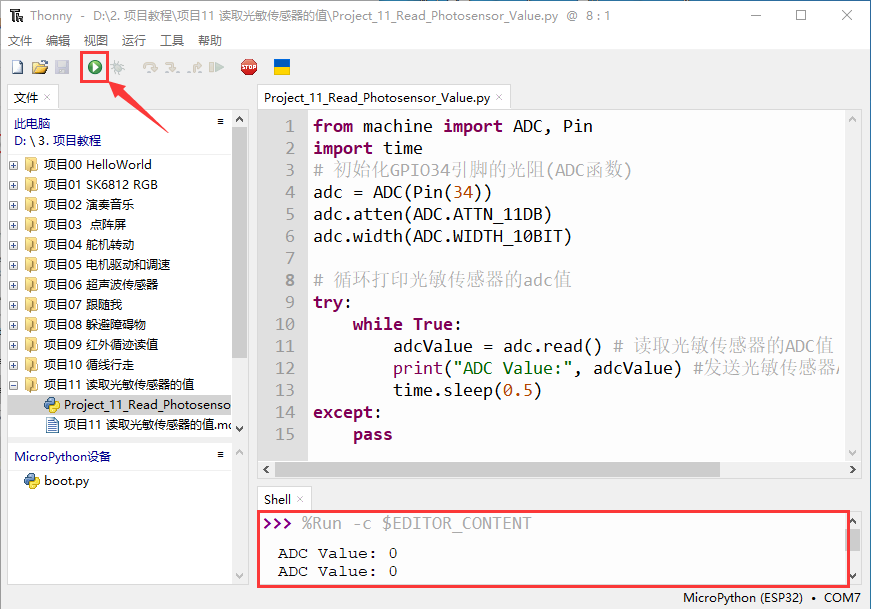 Thonny - D:\2. 项目教程\项目11 读取光敏传感器的值\Project_11_Read_Photosensor_Value.py @ 8 : 1
文件 编辑 视图 运行 工具 帮助
STOP
文件
此电脑
D: \ 3. 项目教程
项目00 HelloWorld
项目01 SK6812 RGB
项目02 演奏音乐
项目03 点阵屏
项目04 舵机转动
项目05 电机驱动和调速
项目06 超声波传感器
项目07 跟随我
项目08 躲避障碍物
项目09 红外循迹读值
项目10 循线行走
项目11 读取光敏传感器的值
Project_11_Read_Photosenso
项目11 读取光敏传感器的值.mc
MicroPython设备
boot.py
Project_11_Read_Photosensor_Value.py
1 from machine import ADC, Pin
2 import time
3 # 初始化GPIO34引脚的光阻(ADC函数)
4 adc = ADC(Pin(34))
5 adc.atten(ADC.ATTN_11DB)
6 adc.width(ADC.WIDTH_10BIT)
7
8 # 循环打印光敏传感器的adc值
9 try:
10 while True:
11 adcValue = adc.read() # 读取光敏传感器的ADC值
12 print("ADC Value:", adcValue) #发送光敏传感器
13 time.sleep(0.5)
14 except:
15 pass
Shell
>>> %Run -c $EDITOR_CONTENT
ADC Value: 0
ADC Value: 0
MicroPython (ESP32) • COM7